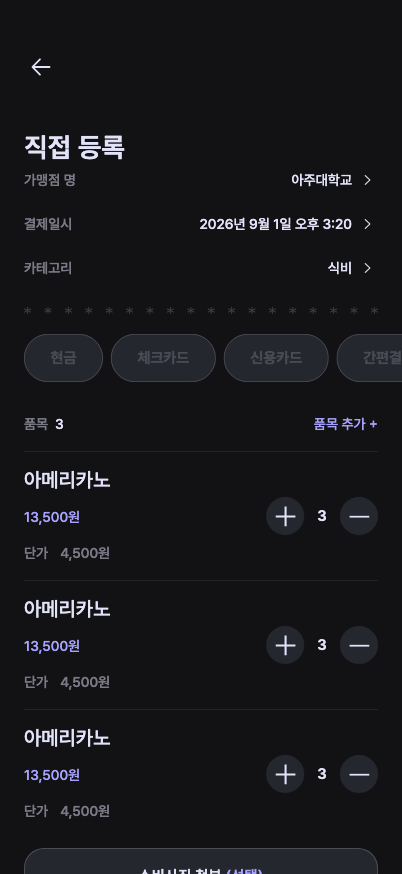 직접 등록
가맹점 명 아주대학교
결제일시 2026년 9월 1일 오후 3:20
카테고리 식비
* * * * * * * * * * * * * * * * * *
현금 체크카드 신용카드 간편결
품목 3 품목 추가 +
아메리카노
13,500원 + 3 −
단가 4,500원
아메리카노
13,500원 + 3 −
단가 4,500원
아메리카노
13,500원 + 3 −
단가 4,500원
(선택)